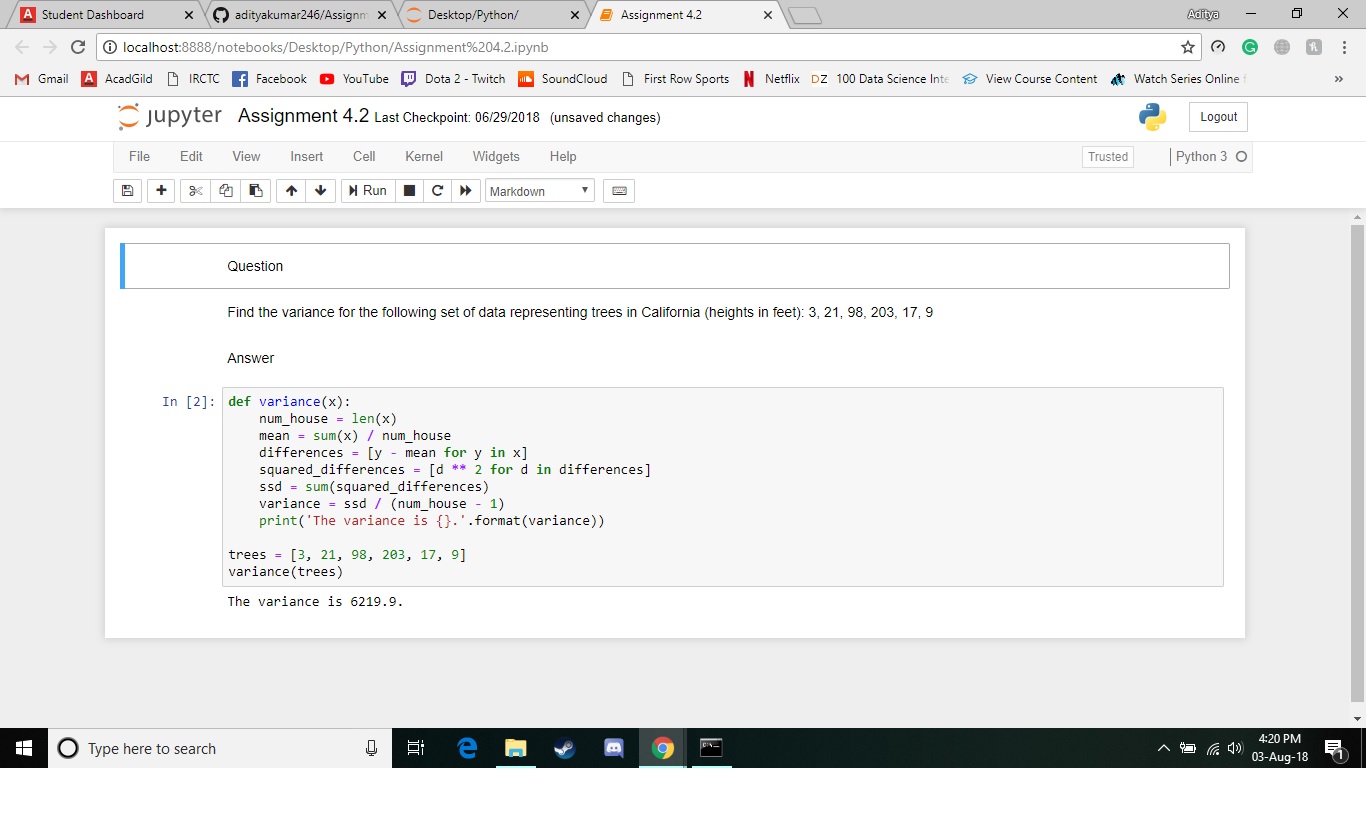 Student Dashboard
adityakumar246/Assignm
Desktop/Python/
Assignment 4.2
Aditya
localhost:8888/notebooks/Desktop/Python/Assignment%204.2.ipynb
Gmail
AcadGild
IRCTC
Facebook
YouTube
Dota 2 - Twitch
SoundCloud
First Row Sports
Netflix
DZ 100 Data Science Inte
View Course Content
Watch Series Online f
»
jupyter Assignment 4.2 Last Checkpoint: 06/29/2018 (unsaved changes)
Logout
File Edit View Insert Cell Kernel Widgets Help
Trusted
Python 3
Run
Markdown
Question
Find the variance for the following set of data representing trees in California (heights in feet): 3, 21, 98, 203, 17, 9
Answer
In [2]: def variance(x):
num_house = len(x)
mean = sum(x) / num_house
differences = [y - mean for y in x]
squared_differences = [d ** 2 for d in differences]
ssd = sum(squared_differences)
variance = ssd / (num_house - 1)
print('The variance is {}.'.format(variance))
trees = [3, 21, 98, 203, 17, 9]
variance(trees)
The variance is 6219.9.
Type here to search
4:20 PM
03-Aug-18
1